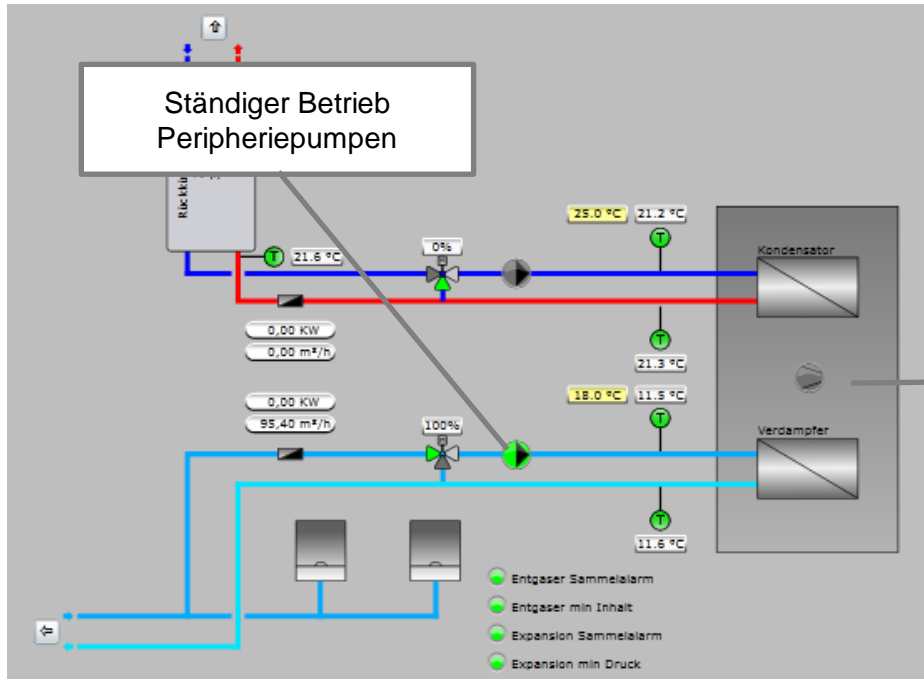 Ständiger Betrieb
Peripheriepumpen
25.0 °C 21.2 °C
T
0%
T 21.6 °C
Kondensator
T
0,00 KW
0,00 m³/h
21.3 °C
0,00 KW
18.0 °C 11.5 °C
95,40 m³/h
100%
T
Verdampfer
T
11.6 °C
Entgaser Sammelalarm
Entgaser min Inhalt
Expansion Sammelalarm
Expansion min Druck